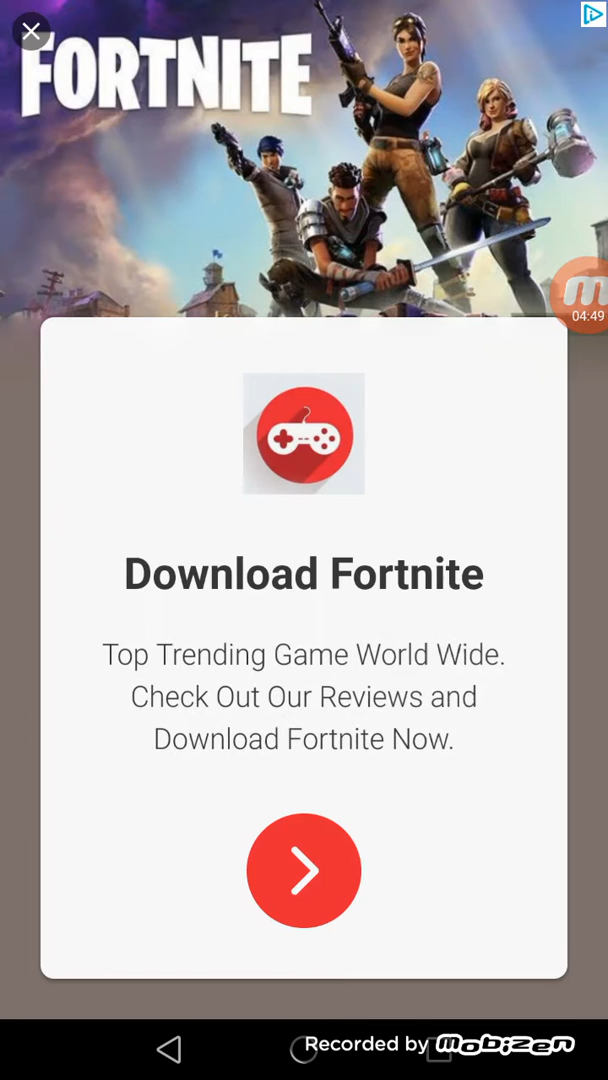 FORTNITE
04:49
Download Fortnite
Top Trending Game World Wide.
Check Out Our Reviews and
Download Fortnite Now.
Recorded by Mobizen